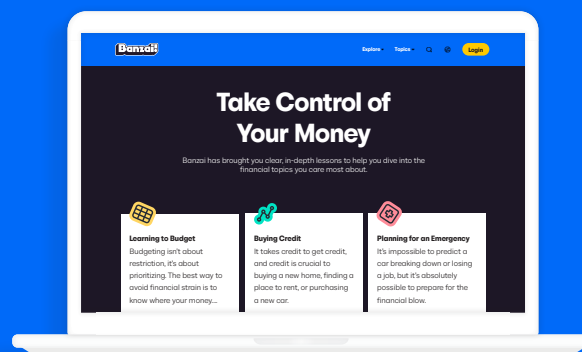 Banzai!
Explore
Topics
Login
Take Control of
Your Money
Banzai has brought you clear, in-depth lessons to help you dive into the
financial topics you care most about.
Learning to Budget
Budgeting isn't about
restriction, it's about
prioritizing. The best way to
avoid financial strain is to
know where your money...
Buying Credit
It takes credit to get credit,
and credit is crucial to
buying a new home, finding a
place to rent, or purchasing
a new car.
Planning for an Emergency
It's impossible to predict a
car breaking down or losing
a job, but it's absolutely
possible to prepare for the
financial blow.